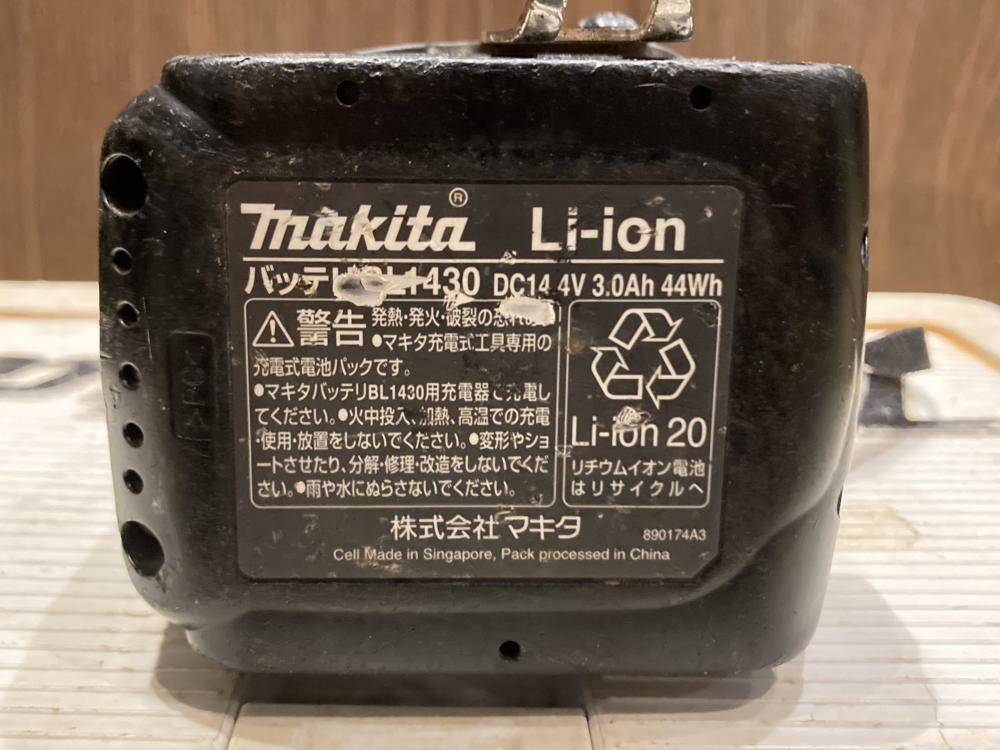 makita® Li-ion
バッテリBL1430 DC14.4V 3.0Ah 44Wh
警告 発熱・発火・破裂の恐れ
●マキタ充電式工具専用の
充電式電池パックです。
●マキタバッテリBL1430用充電器で充電し
てください。●火中投入、加熱、高温での充電
・使用・放置をしないでください。●変形やショ
ートさせたり、分解・修理・改造をしないでくだ
さい。●雨や水にぬらさないでください。
Li-ion 20
リチウムイオン電池
はリサイクルへ
株式会社 マキタ 890174A3
Cell Made in Singapore, Pack processed in China